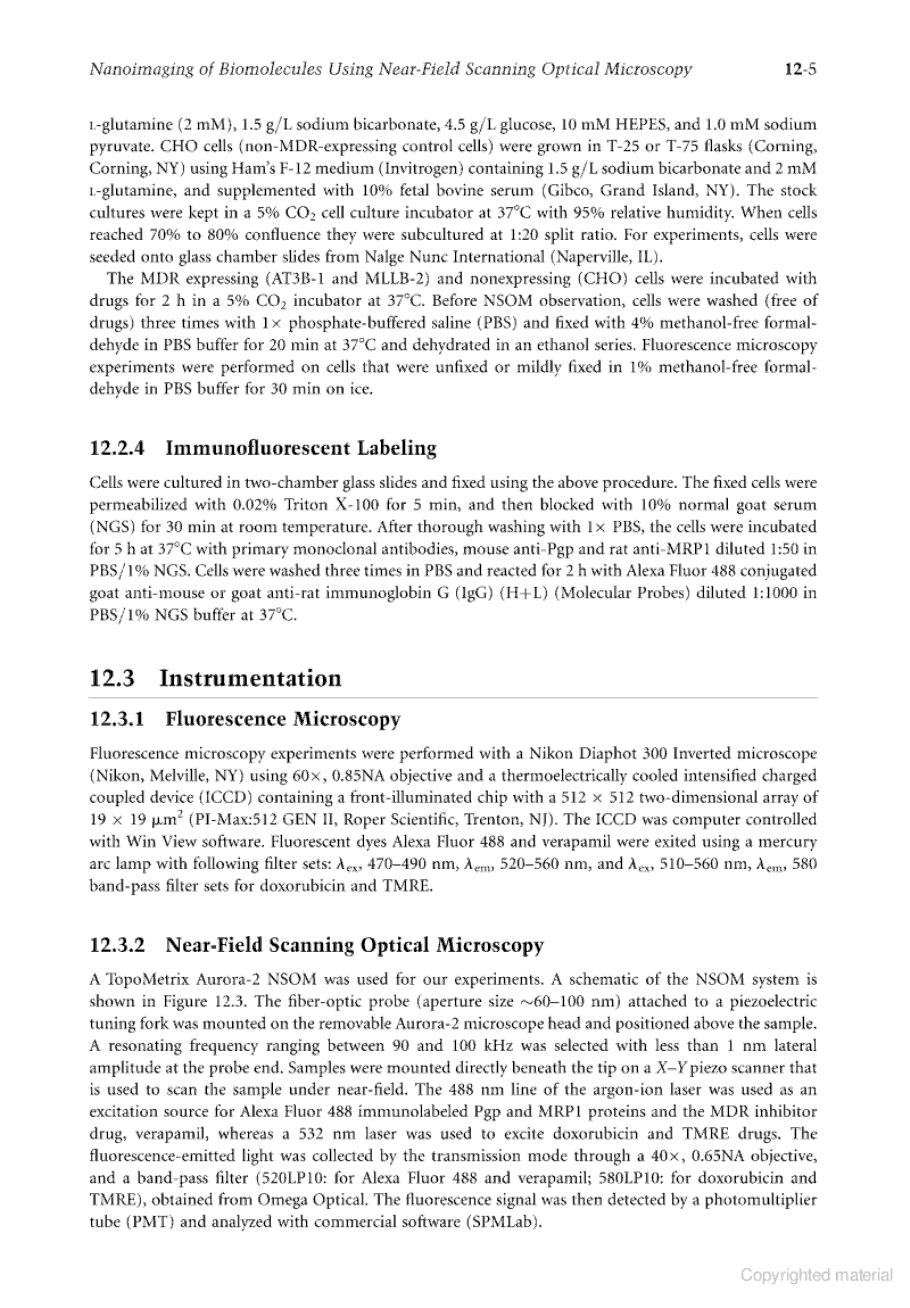 Nanoimaging of Biomolecules Using Near-Field Scanning Optical Microscopy 12-5
L-glutamine (2 mM), 1.5 g/L sodium bicarbonate, 4.5 g/L glucose, 10 mM HEPES, and 1.0 mM sodium
pyruvate. CHO cells (non-MDR-expressing control cells) were grown in T-25 or T-75 flasks (Corning,
Corning, NY) using Ham's F-12 medium (Invitrogen) containing 1.5 g/L sodium bicarbonate and 2 mM
L-glutamine, and supplemented with 10% fetal bovine serum (Gibco, Grand Island, NY). The stock
cultures were kept in a 5% CO₂ cell culture incubator at 37°C with 95% relative humidity. When cells
reached 70% to 80% confluence they were subcultured at 1:20 split ratio. For experiments, cells were
seeded onto glass chamber slides from Nalge Nunc International (Naperville, IL).
The MDR expressing (AT3B-1 and MLLB-2) and nonexpressing (CHO) cells were incubated with
drugs for 2 h in a 5% CO₂ incubator at 37°C. Before NSOM observation, cells were washed (free of
drugs) three times with 1× phosphate-buffered saline (PBS) and fixed with 4% methanol-free formal-
dehyde in PBS buffer for 20 min at 37°C and dehydrated in an ethanol series. Fluorescence microscopy
experiments were performed on cells that were unfixed or mildly fixed in 1% methanol-free formal-
dehyde in PBS buffer for 30 min on ice.
12.2.4 Immunofluorescent Labeling
Cells were cultured in two-chamber glass slides and fixed using the above procedure. The fixed cells were
permeabilized with 0.02% Triton X-100 for 5 min, and then blocked with 10% normal goat serum
(NGS) for 30 min at room temperature. After thorough washing with 1× PBS, the cells were incubated
for 5 h at 37°C with primary monoclonal antibodies, mouse anti-Pgp and rat anti-MRP1 diluted 1:50 in
PBS/1% NGS. Cells were washed three times in PBS and reacted for 2 h with Alexa Fluor 488 conjugated
goat anti-mouse or goat anti-rat immunoglobin G (IgG) (H+L) (Molecular Probes) diluted 1:1000 in
PBS/1% NGS buffer at 37°C.
12.3 Instrumentation
12.3.1 Fluorescence Microscopy
Fluorescence microscopy experiments were performed with a Nikon Diaphot 300 Inverted microscope
(Nikon, Melville, NY) using 60×, 0.85NA objective and a thermoelectrically cooled intensified charged
coupled device (ICCD) containing a front-illuminated chip with a 512 × 512 two-dimensional array of
19 × 19 μm² (PI-Max:512 GEN II, Roper Scientific, Trenton, NJ). The ICCD was computer controlled
with Win View software. Fluorescent dyes Alexa Fluor 488 and verapamil were exited using a mercury
arc lamp with following filter sets: λex, 470–490 nm, λem, 520–560 nm, and λex, 510–560 nm, λem, 580
band-pass filter sets for doxorubicin and TMRE.
12.3.2 Near-Field Scanning Optical Microscopy
A TopoMetrix Aurora-2 NSOM was used for our experiments. A schematic of the NSOM system is
shown in Figure 12.3. The fiber-optic probe (aperture size ∼60–100 nm) attached to a piezoelectric
tuning fork was mounted on the removable Aurora-2 microscope head and positioned above the sample.
A resonating frequency ranging between 90 and 100 kHz was selected with less than 1 nm lateral
amplitude at the probe end. Samples were mounted directly beneath the tip on a X–Y piezo scanner that
is used to scan the sample under near-field. The 488 nm line of the argon-ion laser was used as an
excitation source for Alexa Fluor 488 immunolabeled Pgp and MRP1 proteins and the MDR inhibitor
drug, verapamil, whereas a 532 nm laser was used to excite doxorubicin and TMRE drugs. The
fluorescence-emitted light was collected by the transmission mode through a 40×, 0.65NA objective,
and a band-pass filter (520LP10: for Alexa Fluor 488 and verapamil; 580LP10: for doxorubicin and
TMRE), obtained from Omega Optical. The fluorescence signal was then detected by a photomultiplier
tube (PMT) and analyzed with commercial software (SPMLab).
Copyrighted material